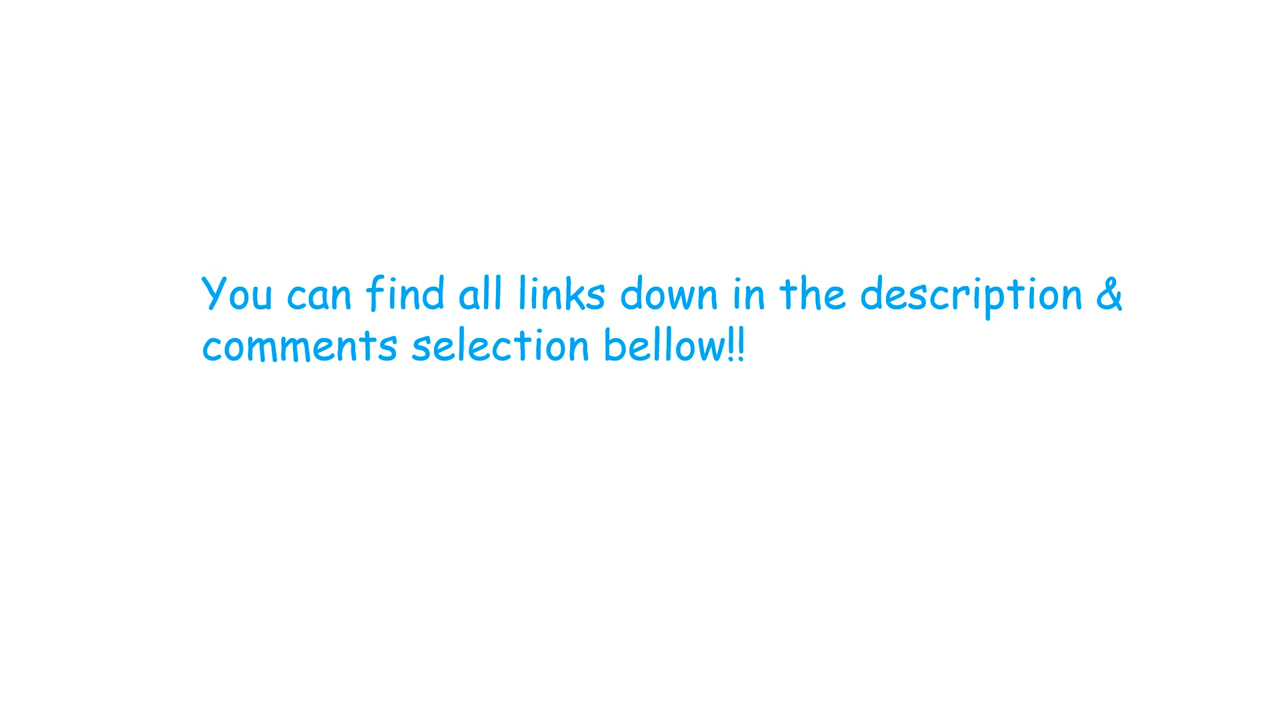 You can find all links down in the description &
comments selection bellow!!